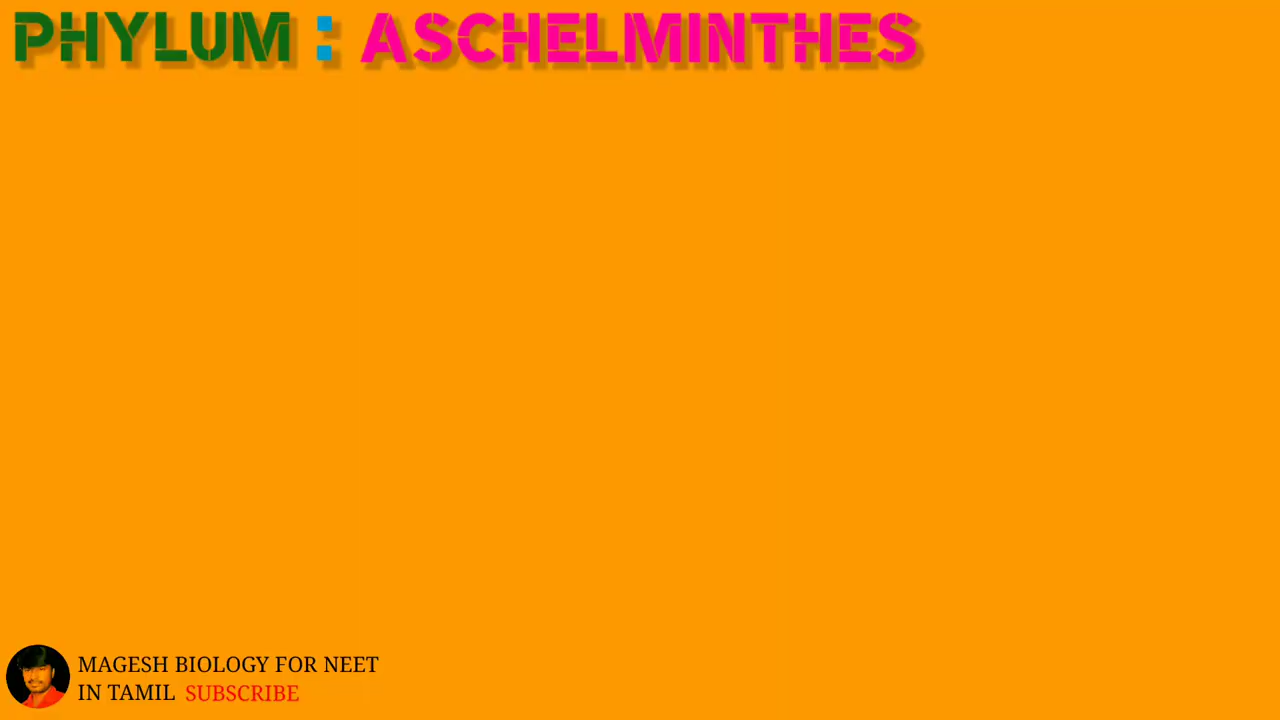 PHYLUM : ASCHELMINTHES
MAGESH BIOLOGY FOR NEET
IN TAMIL SUBSCRIBE